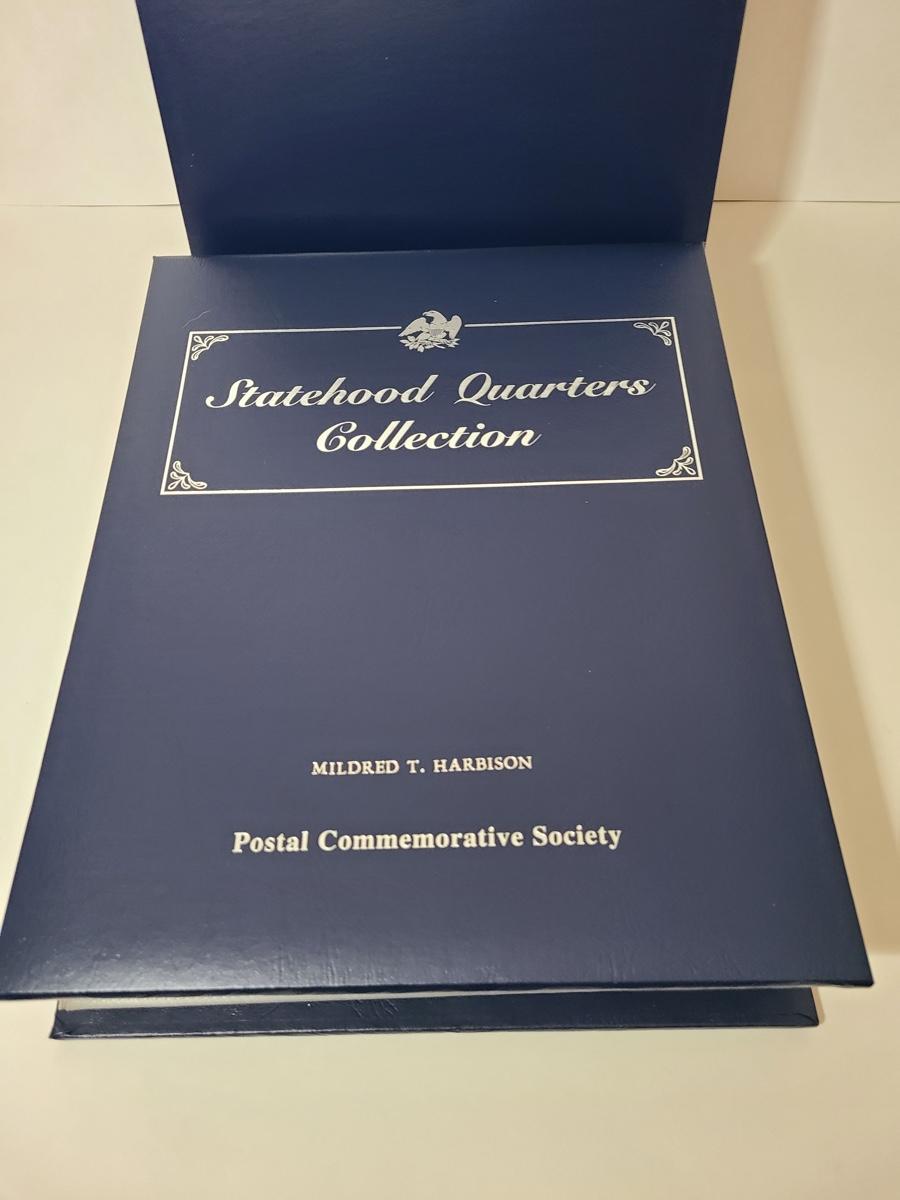 Statehood Quarters
Collection
MILDRED T. HARBISON
Postal Commemorative Society